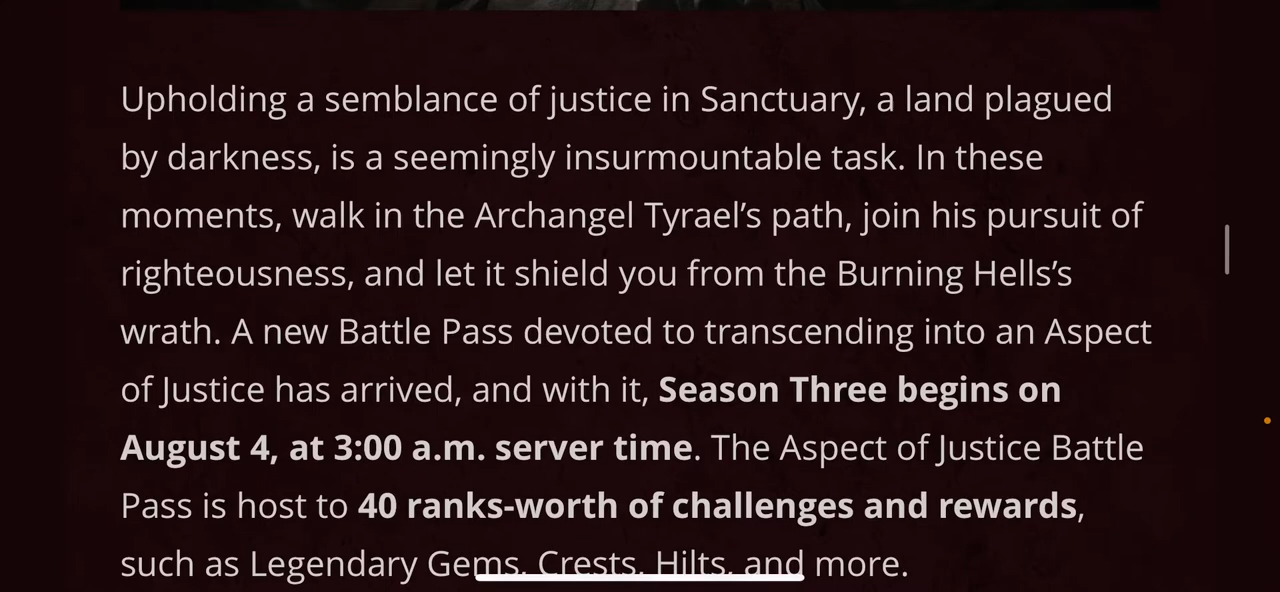 Upholding a semblance of justice in Sanctuary, a land plagued
by darkness, is a seemingly insurmountable task. In these
moments, walk in the Archangel Tyrael’s path, join his pursuit of
righteousness, and let it shield you from the Burning Hells’s
wrath. A new Battle Pass devoted to transcending into an Aspect
of Justice has arrived, and with it, Season Three begins on
August 4, at 3:00 a.m. server time. The Aspect of Justice Battle
Pass is host to 40 ranks-worth of challenges and rewards,
such as Legendary Gems, Crests, Hilts, and more.